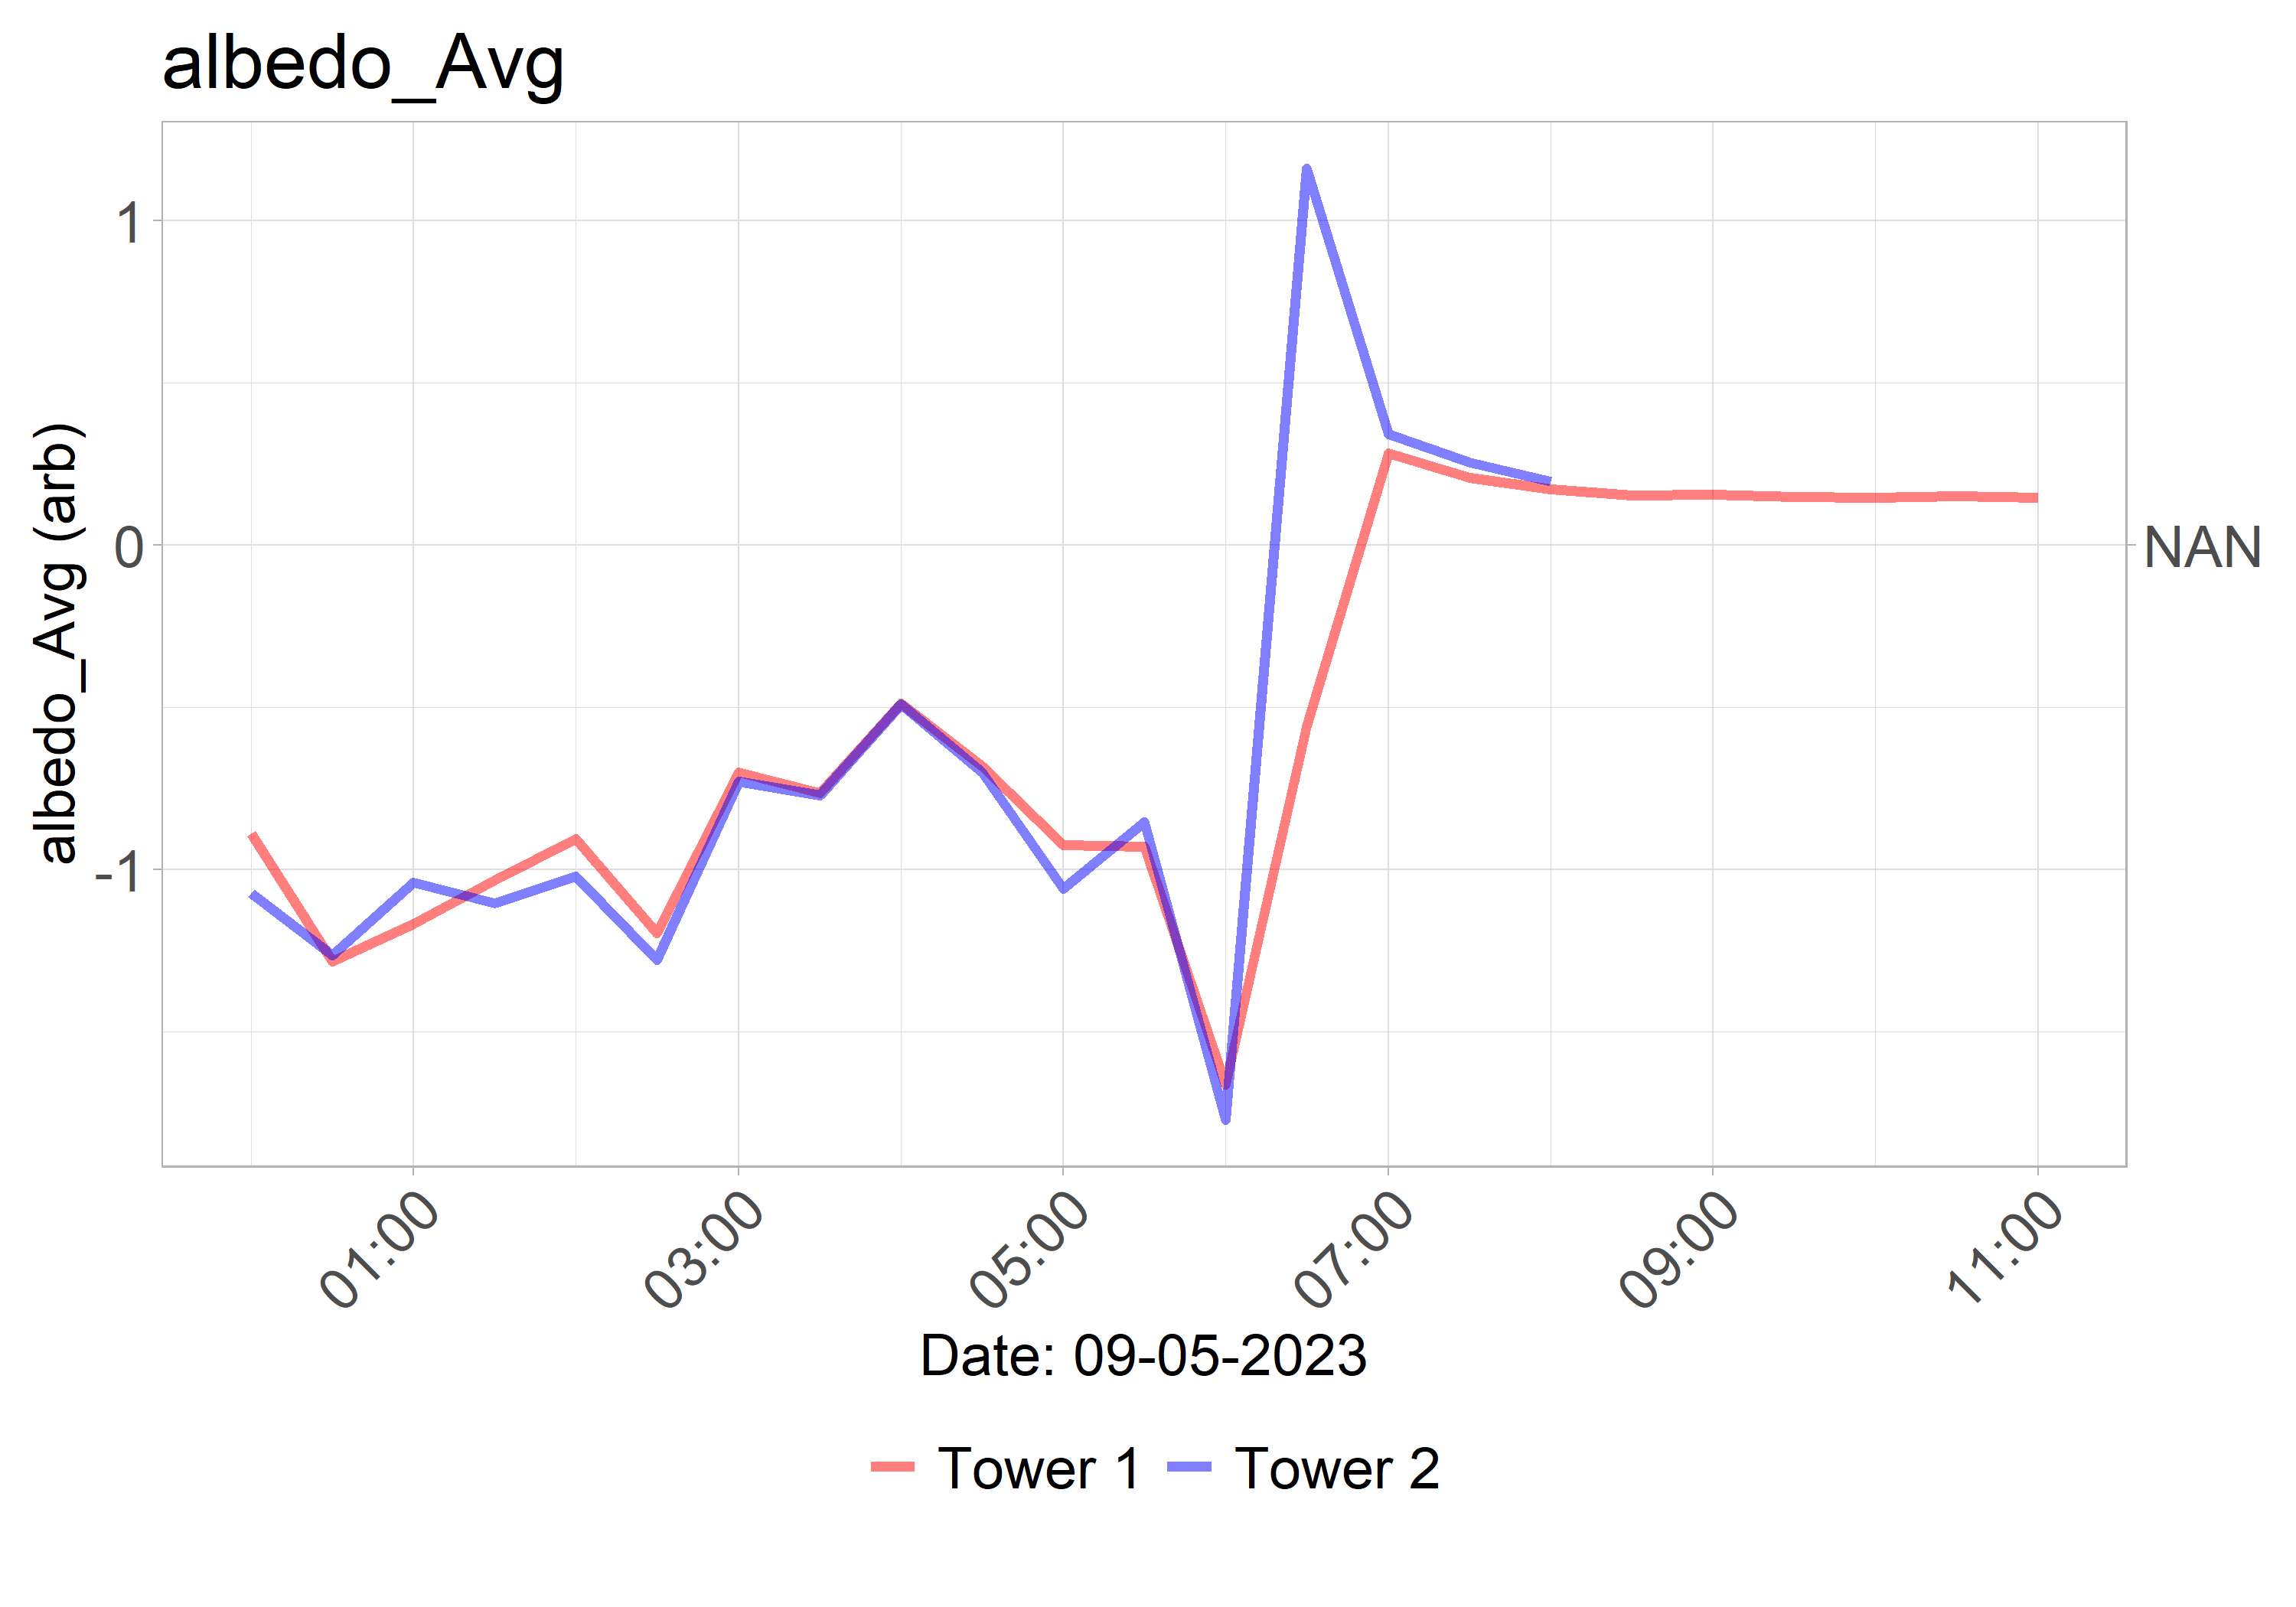 albedo_Avg
albedo_Avg (arb)
1
0
-1
NAN
01:00
03:00
05:00
07:00
09:00
11:00
Date: 09-05-2023
Tower 1
Tower 2